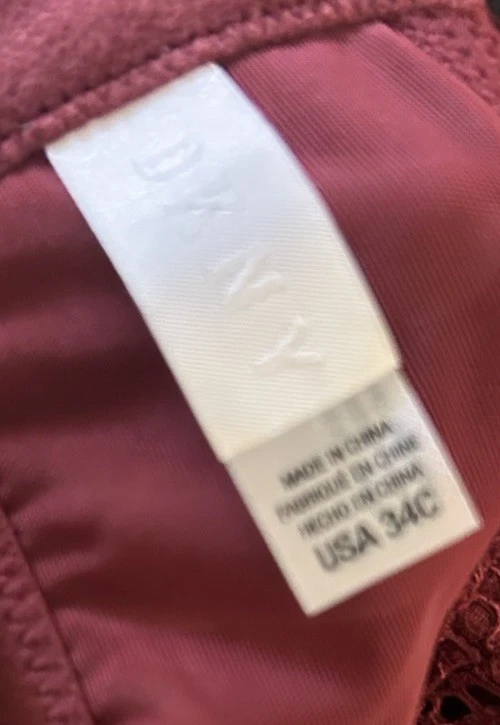 DKNY
MADE IN CHINA
FABRIQUÉ EN CHINE
HECHO EN CHINA
USA 34C